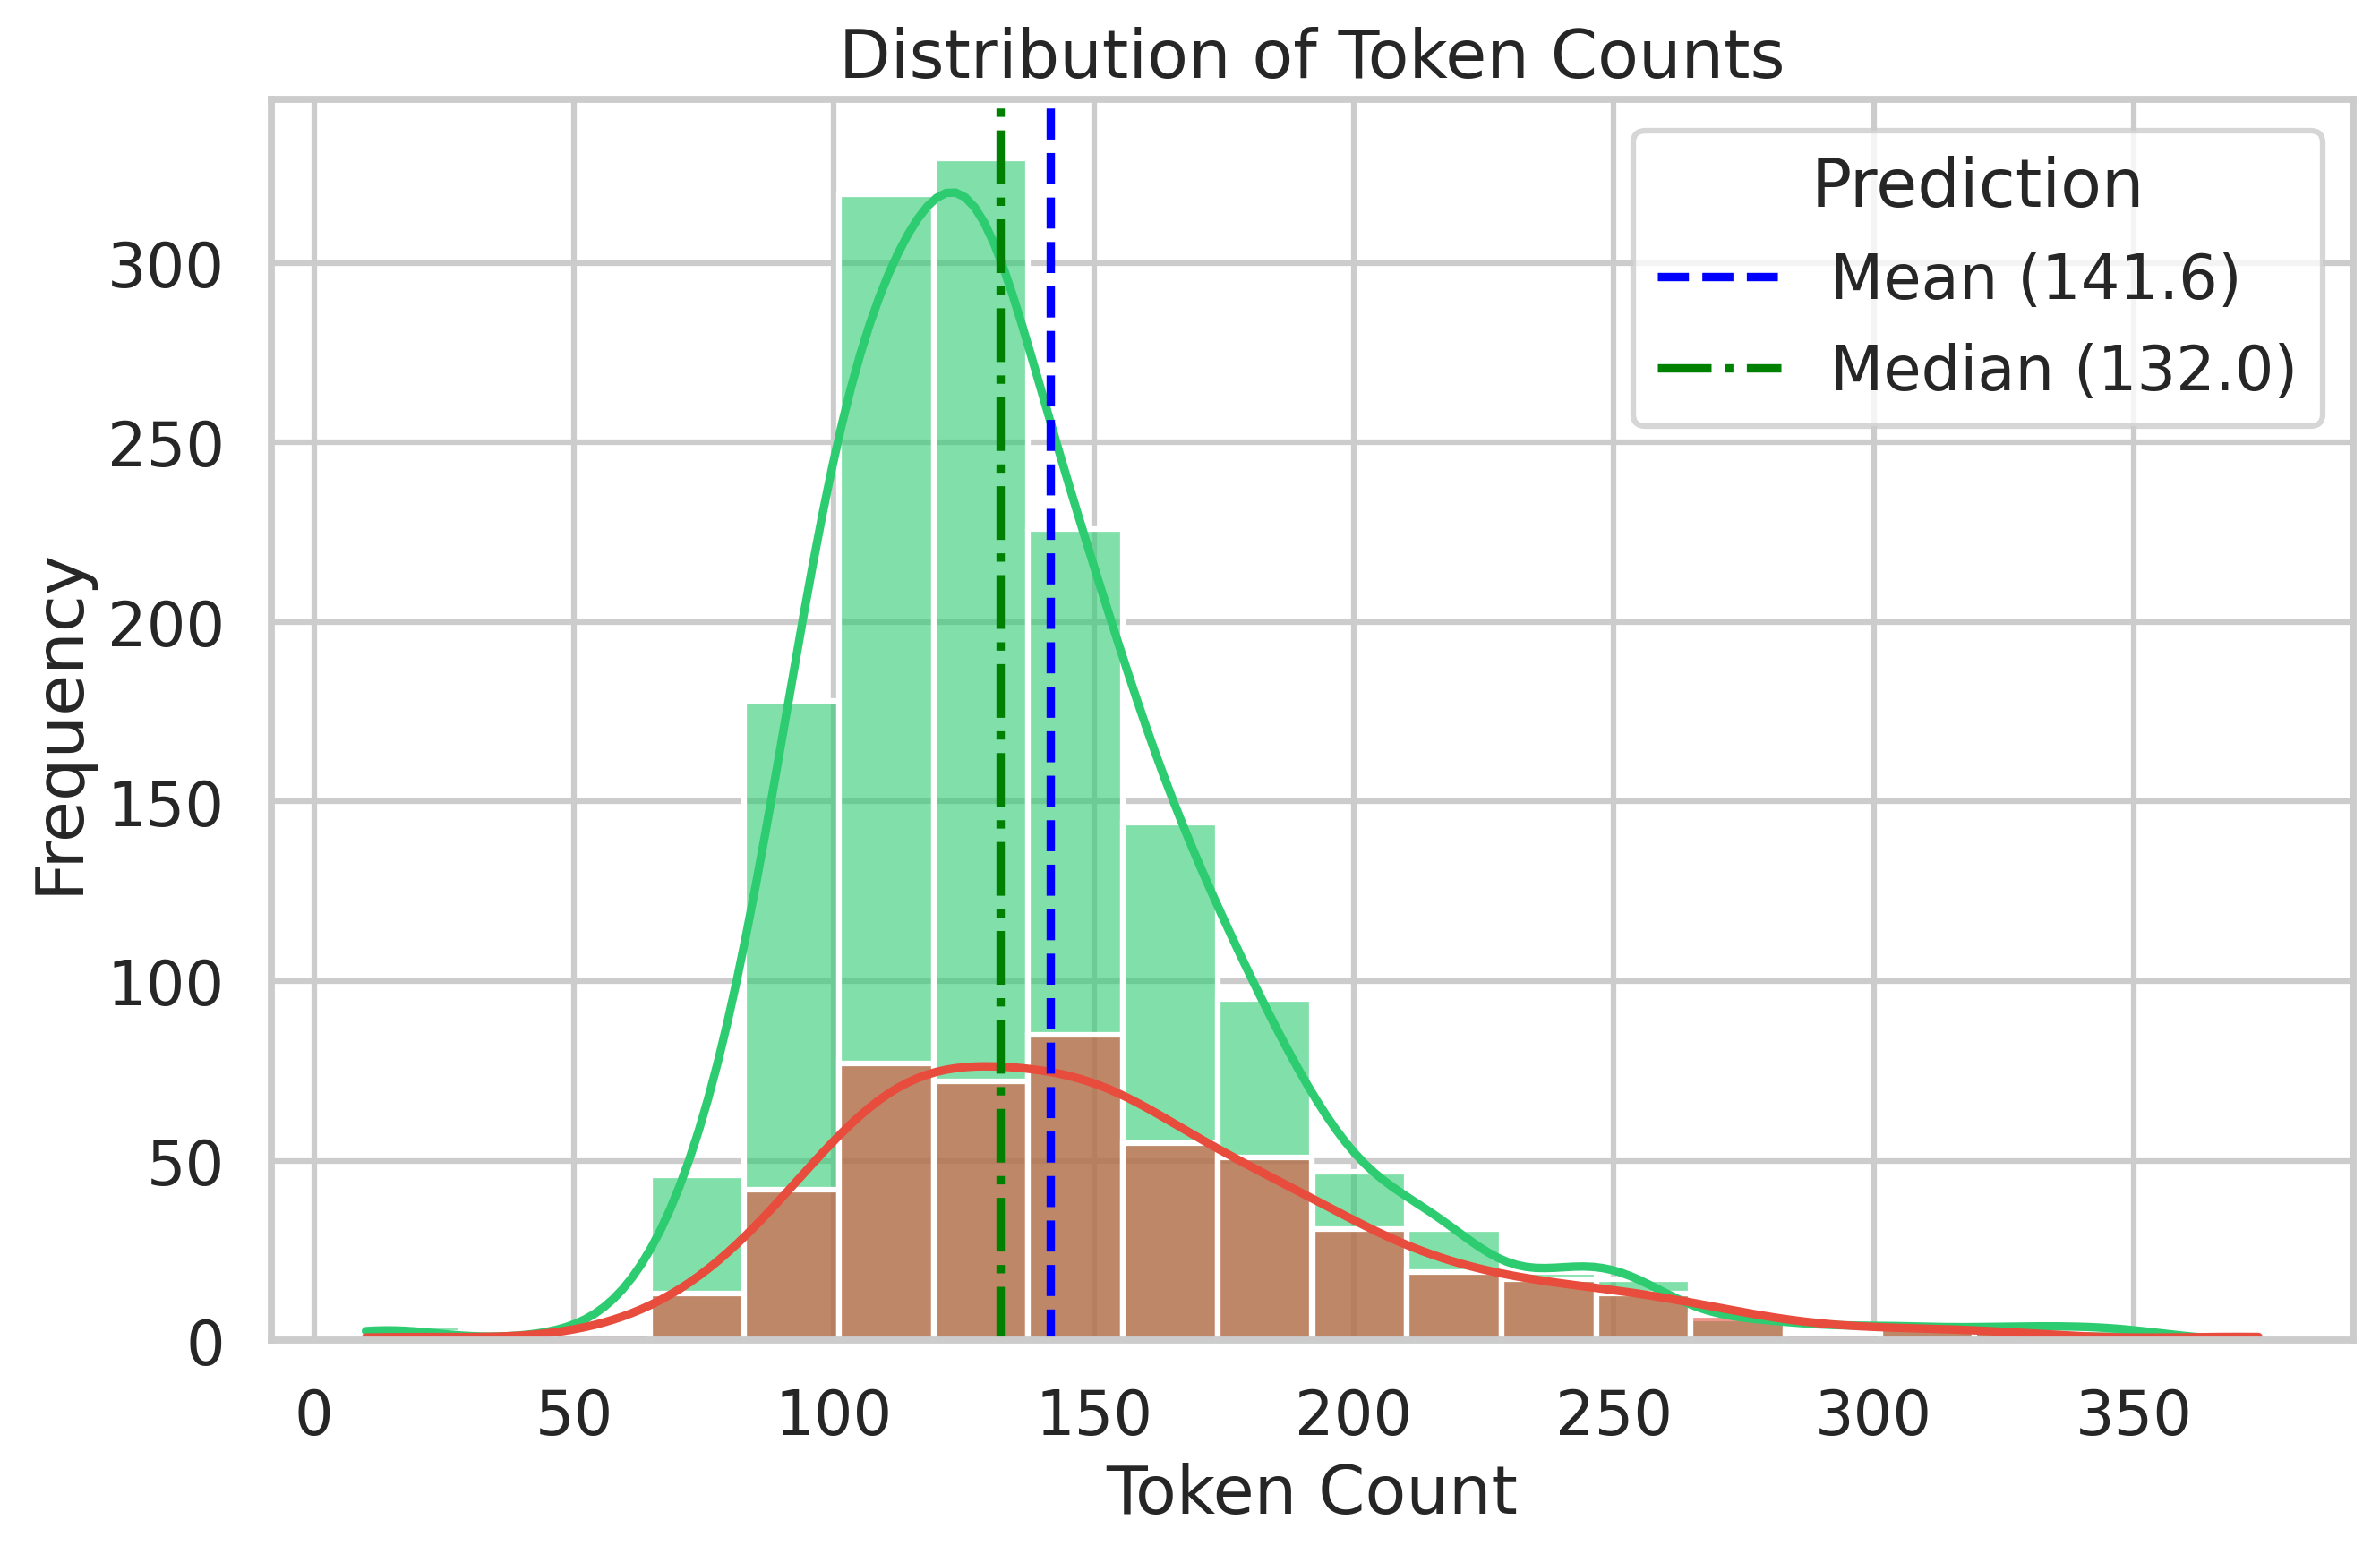 Distribution of Token Counts
Prediction
Mean (141.6)
Median (132.0)
Frequency
300
250
200
150
100
50
0
0 50 100 150 200 250 300 350
Token Count